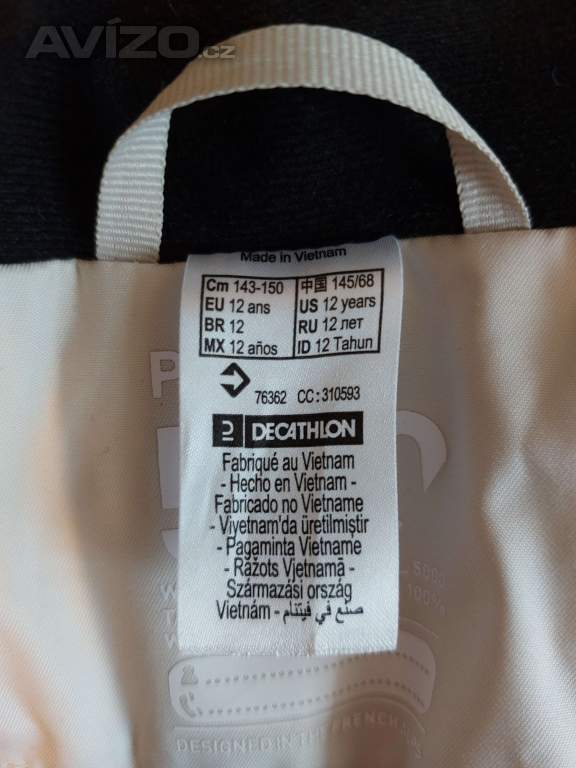 AVÍZO.cz
Made in Vietnam
Cm 143-150 中国 145/68
EU 12 ans US 12 years
BR 12 RU 12 лет
MX 12 años ID 12 Tahun
76362 CC:310593
DECATHLON
Fabriqué au Vietnam
- Hecho en Vietnam -
Fabricado no Vietname
- Viyetnam'da üretilmiştir
- Pagaminta Vietname
- Ražots Vjetnamā -
Származási ország
Vietnám- صنع في فيتنام
100%
DESIGNED IN THE FRENCH